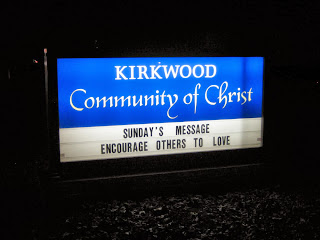 KIRKWOOD
Community of Christ
SUNDAY'S MESSAGE
ENCOURAGE OTHERS TO LOVE